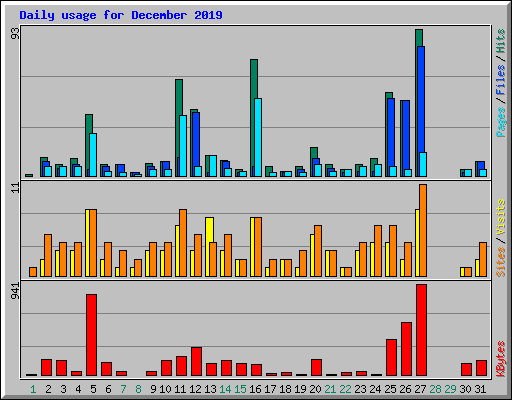 Daily usage for December 2019
93
Pages / Files / Hits
11
Sites / Visits
941
KBytes
1 2 3 4 5 6 7 8 9 10 11 12 13 14 15 16 17 18 19 20 21 22 23 24 25 26 27 28 29 30 31